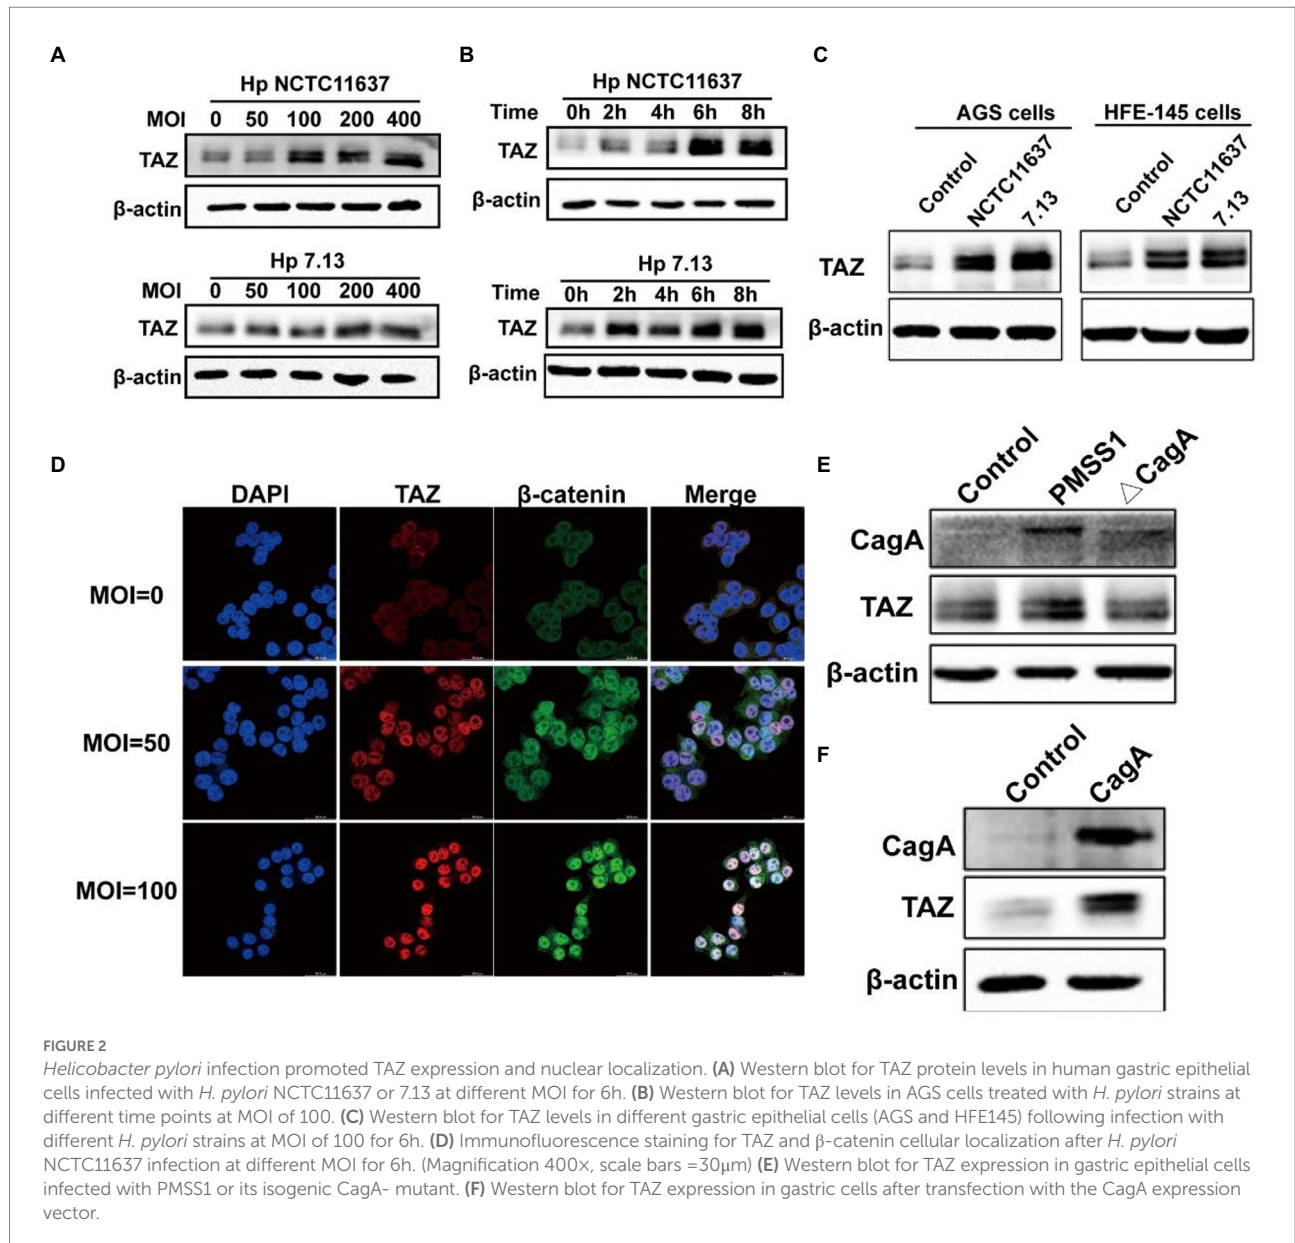 A
Hp NCTC11637
MOI 0 50 100 200 400
TAZ
β-actin
Hp 7.13
MOI 0 50 100 200 400
TAZ
β-actin
B
Hp NCTC11637
Time 0h 2h 4h 6h 8h
TAZ
β-actin
Hp 7.13
Time 0h 2h 4h 6h 8h
TAZ
β-actin
C
AGS cells HFE-145 cells
Control NCTC11637 7.13 Control NCTC11637 7.13
TAZ
β-actin
D
DAPI TAZ β-catenin Merge
MOI=0
MOI=50
MOI=100
E
Control PMSS1 △CagA
CagA
TAZ
β-actin
F
Control CagA
CagA
TAZ
β-actin
FIGURE 2
Helicobacter pylori infection promoted TAZ expression and nuclear localization. (A) Western blot for TAZ protein levels in human gastric epithelial
cells infected with H. pylori NCTC11637 or 7.13 at different MOI for 6h. (B) Western blot for TAZ levels in AGS cells treated with H. pylori strains at
different time points at MOI of 100. (C) Western blot for TAZ levels in different gastric epithelial cells (AGS and HFE145) following infection with
different H. pylori strains at MOI of 100 for 6h. (D) Immunofluorescence staining for TAZ and β-catenin cellular localization after H. pylori
NCTC11637 infection at different MOI for 6h. (Magnification 400×, scale bars =30μm) (E) Western blot for TAZ expression in gastric epithelial cells
infected with PMSS1 or its isogenic CagA- mutant. (F) Western blot for TAZ expression in gastric cells after transfection with the CagA expression
vector.